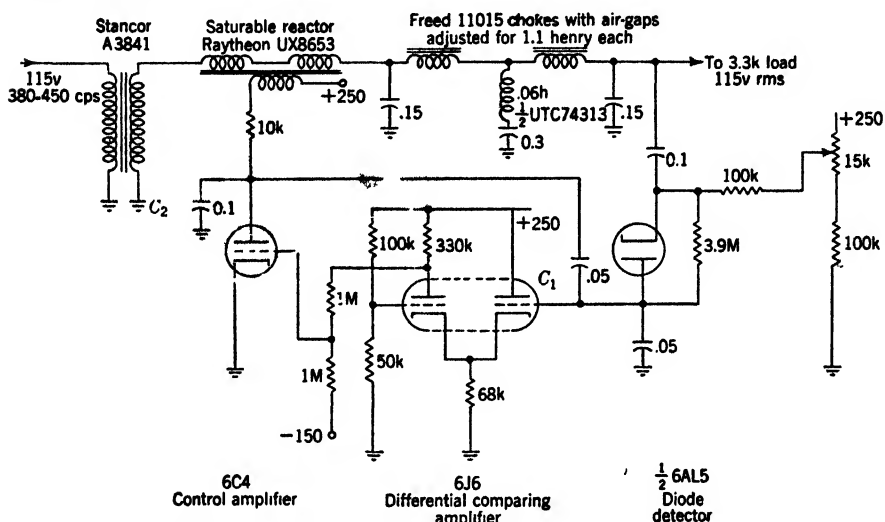 Stancor
A3841
Saturable reactor
Raytheon UX8653
Freed 11015 chokes with air-gaps
adjusted for 1.1 henry each
115v
380-450 cps
+250
.15
.06h
½UTC74313
0.3
.15
To 3.3k load
115v rms
10k
C₂
0.1
100k
330k
+250
C₁
.05
0.1
100k
3.9M
+250
15k
100k
1M
1M
50k
68k
.05
−150
6C4
Control amplifier
6J6
Differential comparing
amplifier
½ 6AL5
Diode
detector